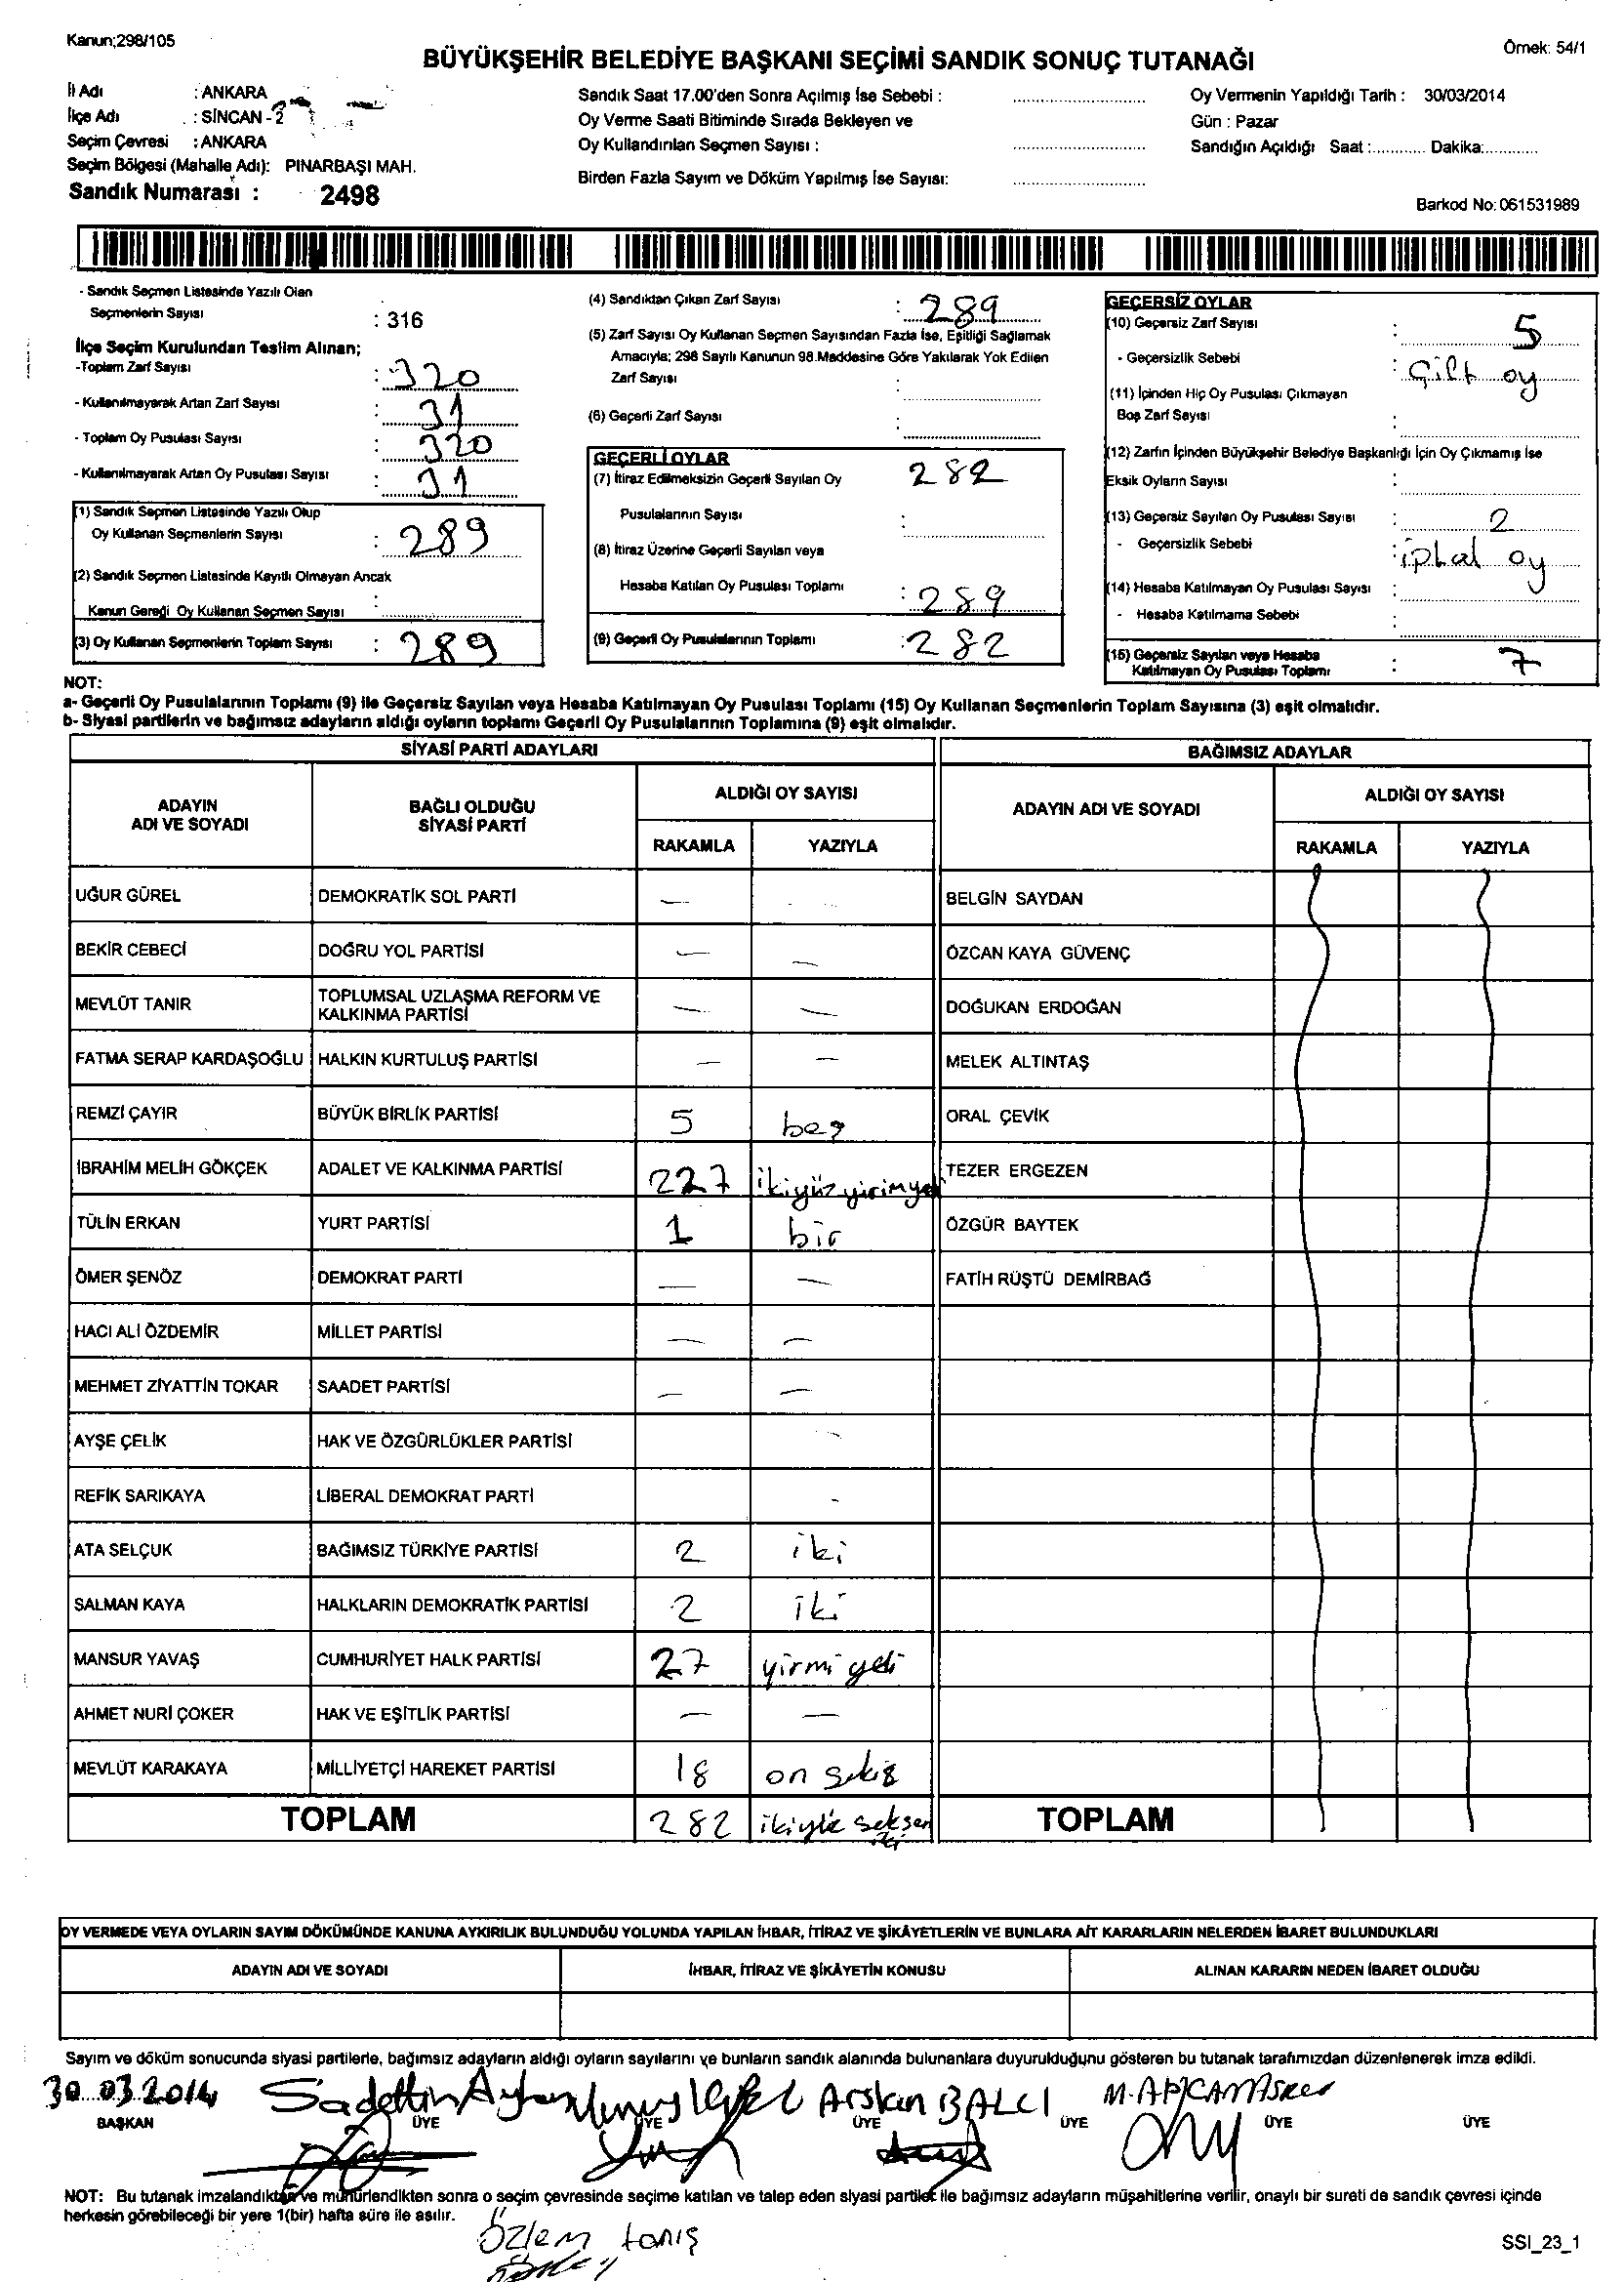 Kanun;298/105
Örnek: 54/1
BÜYÜKŞEHİR BELEDİYE BAŞKANI SEÇİMİ SANDIK SONUÇ TUTANAĞI
İl Adı : ANKARA
İlçe Adı : SİNCAN -2
Seçim Çevresi : ANKARA
Seçim Bölgesi (Mahalle Adı): PINARBAŞI MAH.
Sandık Numarası : 2498
Sandık Saat 17.00'den Sonra Açılmış İse Sebebi :
Oy Verme Saati Bitiminde Sırada Bekleyen ve
Oy Kullandırılan Seçmen Sayısı :
Birden Fazla Sayım ve Döküm Yapılmış İse Sayısı:
Oy Vermenin Yapıldığı Tarih : 30/03/2014
Gün : Pazar
Sandığın Açıldığı Saat :............ Dakika:............
Barkod No: 061531989
- Sandık Seçmen Listesinde Yazılı Olan
Seçmenlerin Sayısı : 316
İlçe Seçim Kurulundan Teslim Alınan;
-Toplam Zarf Sayısı : 320
- Kullanılmayarak Artan Zarf Sayısı : 31
- Toplam Oy Pusulası Sayısı : 320
- Kullanılmayarak Artan Oy Pusulası Sayısı : 31
(1) Sandık Seçmen Listesinde Yazılı Olup
Oy Kullanan Seçmenlerin Sayısı : 289
(2) Sandık Seçmen Listesinde Kayıtlı Olmayan Ancak
Kanun Gereği Oy Kullanan Seçmen Sayısı :
(3) Oy Kullanan Seçmenlerin Toplam Sayısı : 289
(4) Sandıktan Çıkan Zarf Sayısı : 289
(5) Zarf Sayısı Oy Kullanan Seçmen Sayısından Fazla İse, Eşitliği Sağlamak
Amacıyla; 298 Sayılı Kanunun 98.Maddesine Göre Yakılarak Yok Edilen
Zarf Sayısı :
(6) Geçerli Zarf Sayısı :
GEÇERLİ OYLAR
(7) İtiraz Edilmeksizin Geçerli Sayılan Oy 282
Pusulalarının Sayısı :
(8) İtiraz Üzerine Geçerli Sayılan veya
Hesaba Katılan Oy Pusulası Toplamı : 289
(9) Geçerli Oy Pusulalarının Toplamı : 282
GEÇERSİZ OYLAR
(10) Geçersiz Zarf Sayısı : 5
- Geçersizlik Sebebi : Çift oy
(11) İçinden Hiç Oy Pusulası Çıkmayan
Boş Zarf Sayısı :
(12) Zarfın İçinden Büyükşehir Belediye Başkanlığı İçin Oy Çıkmamış İse
Eksik Oyların Sayısı :
(13) Geçersiz Sayılan Oy Pusulası Sayısı : 2
- Geçersizlik Sebebi : iptal oy
(14) Hesaba Katılmayan Oy Pusulası Sayısı :
- Hesaba Katılmama Sebebi :
(15) Geçersiz Sayılan veya Hesaba
Katılmayan Oy Pusulası Toplamı : 7
NOT:
a- Geçerli Oy Pusulalarının Toplamı (9) ile Geçersiz Sayılan veya Hesaba Katılmayan Oy Pusulası Toplamı (15) Oy Kullanan Seçmenlerin Toplam Sayısına (3) eşit olmalıdır.
b- Siyasi partilerin ve bağımsız adayların aldığı oyların toplamı Geçerli Oy Pusulalarının Toplamına (9) eşit olmalıdır.
SİYASİ PARTİ ADAYLARI
BAĞIMSIZ ADAYLAR
ADAYIN ADI VE SOYADI
BAĞLI OLDUĞU SİYASİ PARTİ
ALDIĞI OY SAYISI
ADAYIN ADI VE SOYADI
ALDIĞI OY SAYISI
RAKAMLA YAZIYLA RAKAMLA YAZIYLA
UĞUR GÜREL DEMOKRATİK SOL PARTİ — - BELGİN SAYDAN
BEKİR CEBECİ DOĞRU YOL PARTİSİ — — ÖZCAN KAYA GÜVENÇ
MEVLÜT TANIR TOPLUMSAL UZLAŞMA REFORM VE KALKINMA PARTİSİ — — DOĞUKAN ERDOĞAN
FATMA SERAP KARDAŞOĞLU HALKIN KURTULUŞ PARTİSİ — — MELEK ALTINTAŞ
REMZİ ÇAYIR BÜYÜK BİRLİK PARTİSİ 5 beş ORAL ÇEVİK
İBRAHİM MELİH GÖKÇEK ADALET VE KALKINMA PARTİSİ 227 ikiyüz yirimyedi TEZER ERGEZEN
TÜLİN ERKAN YURT PARTİSİ 1 bir ÖZGÜR BAYTEK
ÖMER ŞENÖZ DEMOKRAT PARTİ — — FATİH RÜŞTÜ DEMİRBAĞ
HACI ALİ ÖZDEMİR MİLLET PARTİSİ — —
MEHMET ZİYATTİN TOKAR SAADET PARTİSİ — —
AYŞE ÇELİK HAK VE ÖZGÜRLÜKLER PARTİSİ
REFİK SARIKAYA LİBERAL DEMOKRAT PARTİ -
ATA SELÇUK BAĞIMSIZ TÜRKİYE PARTİSİ 2 iki
SALMAN KAYA HALKLARIN DEMOKRATİK PARTİSİ 2 iki
MANSUR YAVAŞ CUMHURİYET HALK PARTİSİ 27 yirmi yedi
AHMET NURİ ÇOKER HAK VE EŞİTLİK PARTİSİ — —
MEVLÜT KARAKAYA MİLLİYETÇİ HAREKET PARTİSİ 18 on sekiz
TOPLAM 282 ikiyüz seksen iki TOPLAM
OY VERMEDE VEYA OYLARIN SAYIM DÖKÜMÜNDE KANUNA AYKIRILIK BULUNDUĞU YOLUNDA YAPILAN İHBAR, İTİRAZ VE ŞİKÂYETLERİN VE BUNLARA AİT KARARLARIN NELERDEN İBARET BULUNDUKLARI
ADAYIN ADI VE SOYADI İHBAR, İTİRAZ VE ŞİKÂYETİN KONUSU ALINAN KARARIN NEDEN İBARET OLDUĞU
Sayım ve döküm sonucunda siyasi partilerle, bağımsız adayların aldığı oyların sayılarını ve bunların sandık alanında bulunanlara duyurulduğunu gösteren bu tutanak tarafımızdan düzenlenerek imza edildi.
30.03.2014 Sadettin Arslan BALCI
BAŞKAN ÜYE ÜYE ÜYE ÜYE ÜYE ÜYE
NOT: Bu tutanak imzalandıktan ve mühürlendikten sonra o seçim çevresinde seçime katılan ve talep eden siyasi partiler ile bağımsız adayların müşahitlerine verilir, onaylı bir sureti de sandık çevresi içinde
herkesin görebileceği bir yere 1(bir) hafta süre ile asılır.
Özlem tanış
SSI_23_1